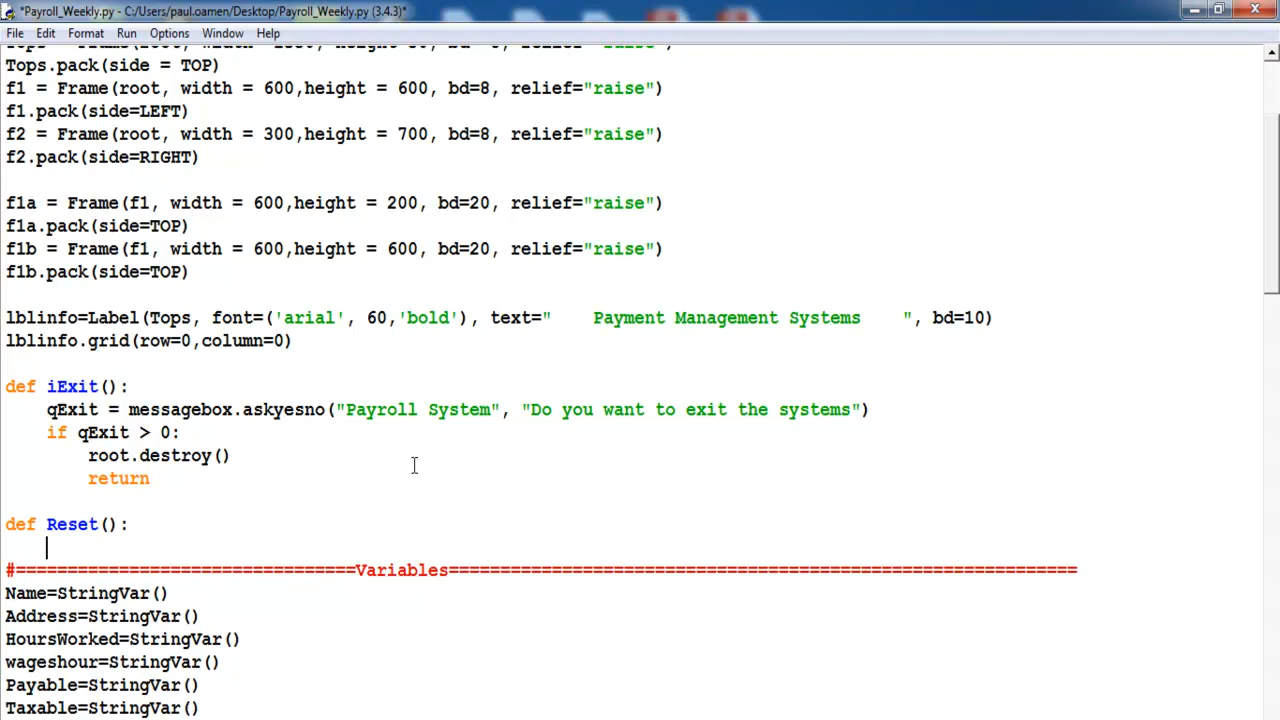 *Payroll_Weekly.py - C:/Users/paul.oamen/Desktop/Payroll_Weekly.py (3.4.3)*
File Edit Format Run Options Window Help
Tops.pack(side = TOP)
f1 = Frame(root, width = 600,height = 600, bd=8, relief="raise")
f1.pack(side=LEFT)
f2 = Frame(root, width = 300,height = 700, bd=8, relief="raise")
f2.pack(side=RIGHT)
f1a = Frame(f1, width = 600,height = 200, bd=20, relief="raise")
f1a.pack(side=TOP)
f1b = Frame(f1, width = 600,height = 600, bd=20, relief="raise")
f1b.pack(side=TOP)
lblinfo=Label(Tops, font=('arial', 60,'bold'), text="    Payment Management Systems    ", bd=10)
lblinfo.grid(row=0,column=0)
def iExit():
    qExit = messagebox.askyesno("Payroll System", "Do you want to exit the systems")
    if qExit > 0:
        root.destroy()
        return
def Reset():
#=================================Variables=============================================================
Name=StringVar()
Address=StringVar()
HoursWorked=StringVar()
wageshour=StringVar()
Payable=StringVar()
Taxable=StringVar()